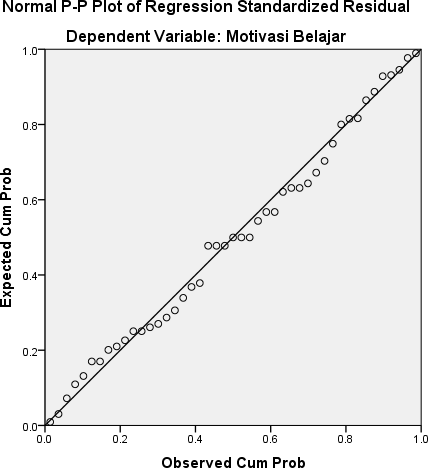 Normal P-P Plot of Regression Standardized Residual
Dependent Variable: Motivasi Belajar
Expected Cum Prob
1.0
0.8
0.6
0.4
0.2
0.0
0.0 0.2 0.4 0.6 0.8 1.0
Observed Cum Prob